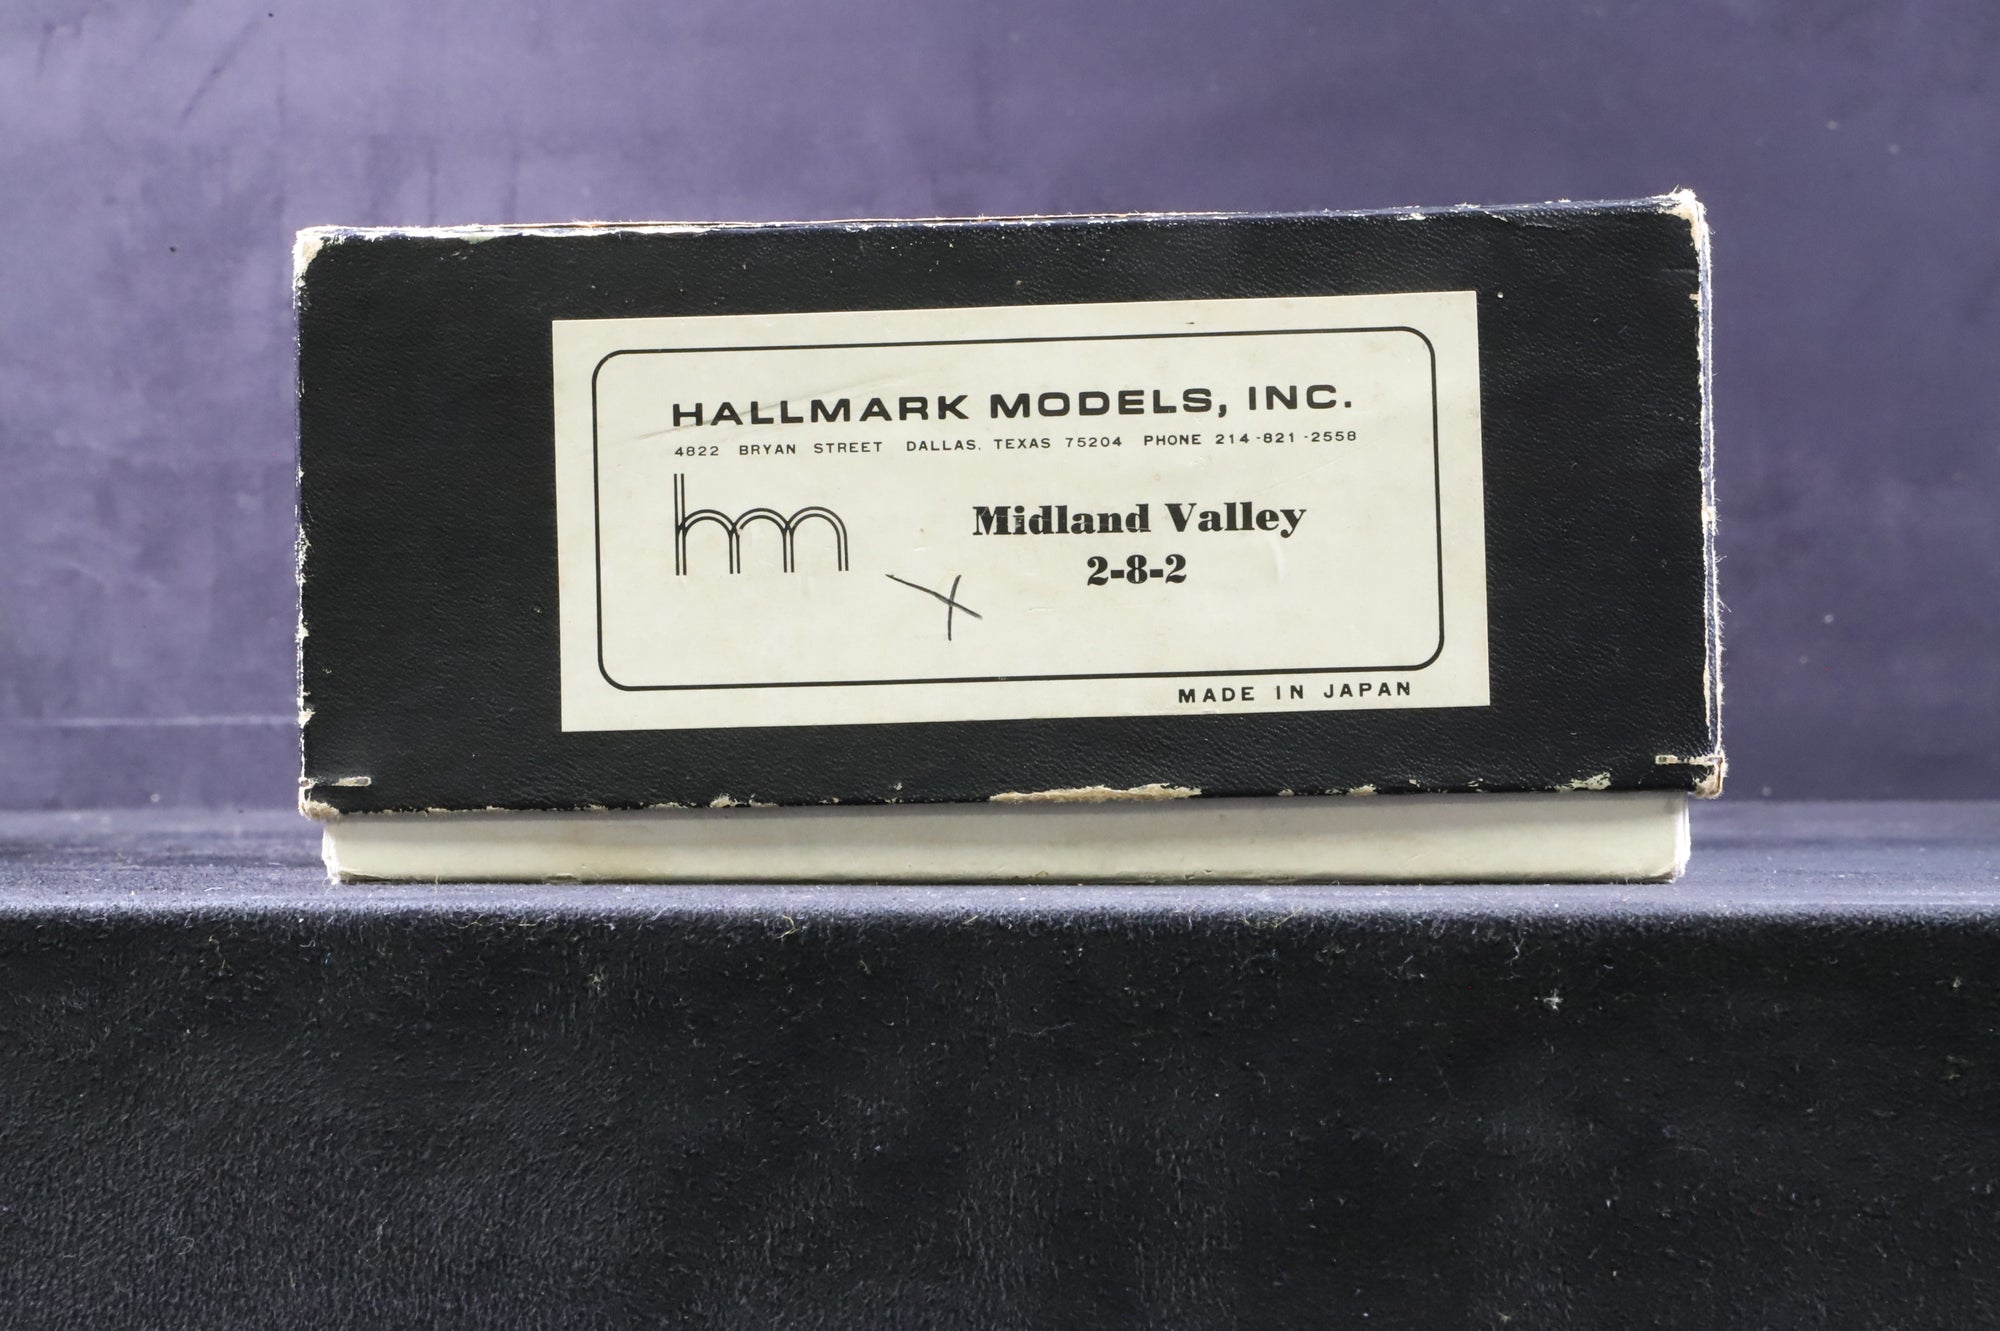 HALLMARK MODELS, INC.
4822 BRYAN STREET DALLAS, TEXAS 75204 PHONE 214-821-2558
hm
Midland Valley
2-8-2
X
MADE IN JAPAN